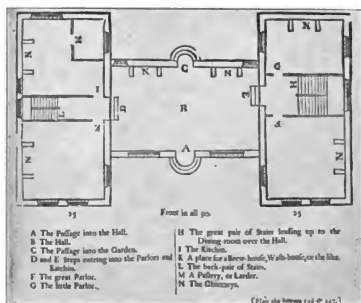 25
Front in all 90.
25
A The Paſſage into the Hall.
B The Hall.
C The Paſſage into the Garden.
D and E Steps entring into the Parlors and
Kitchin.
F The great Parlor.
G The little Parlor.
H The great pair of Stairs leading up to the
Dining-room over the Hall.
I The Kitchin.
K A place for a Brew-houſe, Waſh-houſe, or the like.
L The back-pair of Stairs.
M A Paſtry, or Larder.
N The Chimneys.
N
M
I
L
K
N
D
N
C
N
B
A
E
N
G
H
F
N